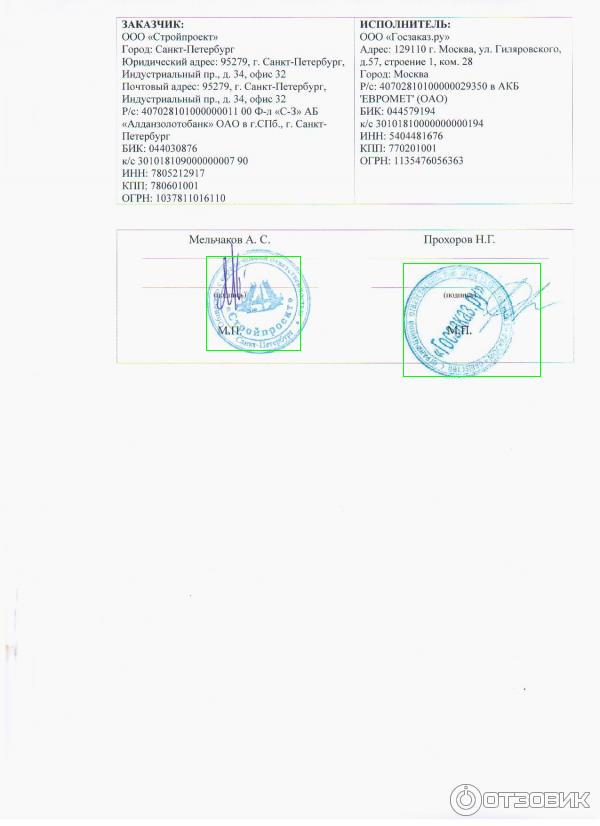 ЗАКАЗЧИК:
ООО «Стройпроект»
Город: Санкт-Петербург
Юридический адрес: 95279, г. Санкт-Петербург,
Индустриальный пр., д. 34, офис 32
Почтовый адрес: 95279, г. Санкт-Петербург,
Индустриальный пр., д. 34, офис 32
Р/с: 407028101000000011 00 Ф-л «С-З» АБ
«Алданзолотобанк» ОАО в г.СПб., г. Санкт-
Петербург
БИК: 044030876
к/с 301018109000000007 90
ИНН: 7805212917
КПП: 780601001
ОГРН: 1037811016110
ИСПОЛНИТЕЛЬ:
ООО «Госзаказ.ру»
Адрес: 129110 г. Москва, ул. Гиляровского,
д.57, строение 1, ком. 28
Город: Москва
Р/с: 40702810100000029350 в АКБ
'ЕВРОМЕТ' (ОАО)
БИК: 044579194
к/с 30101810000000000194
ИНН: 5404481676
КПП: 770201001
ОГРН: 1135476056363
Мельчаков А. С.
(подпись)
М.П.
«Стройпроект»
Санкт-Петербург
Прохоров Н.Г.
(подпись)
М.П.
«Госзаказ.ру»
ОТЗОВИК